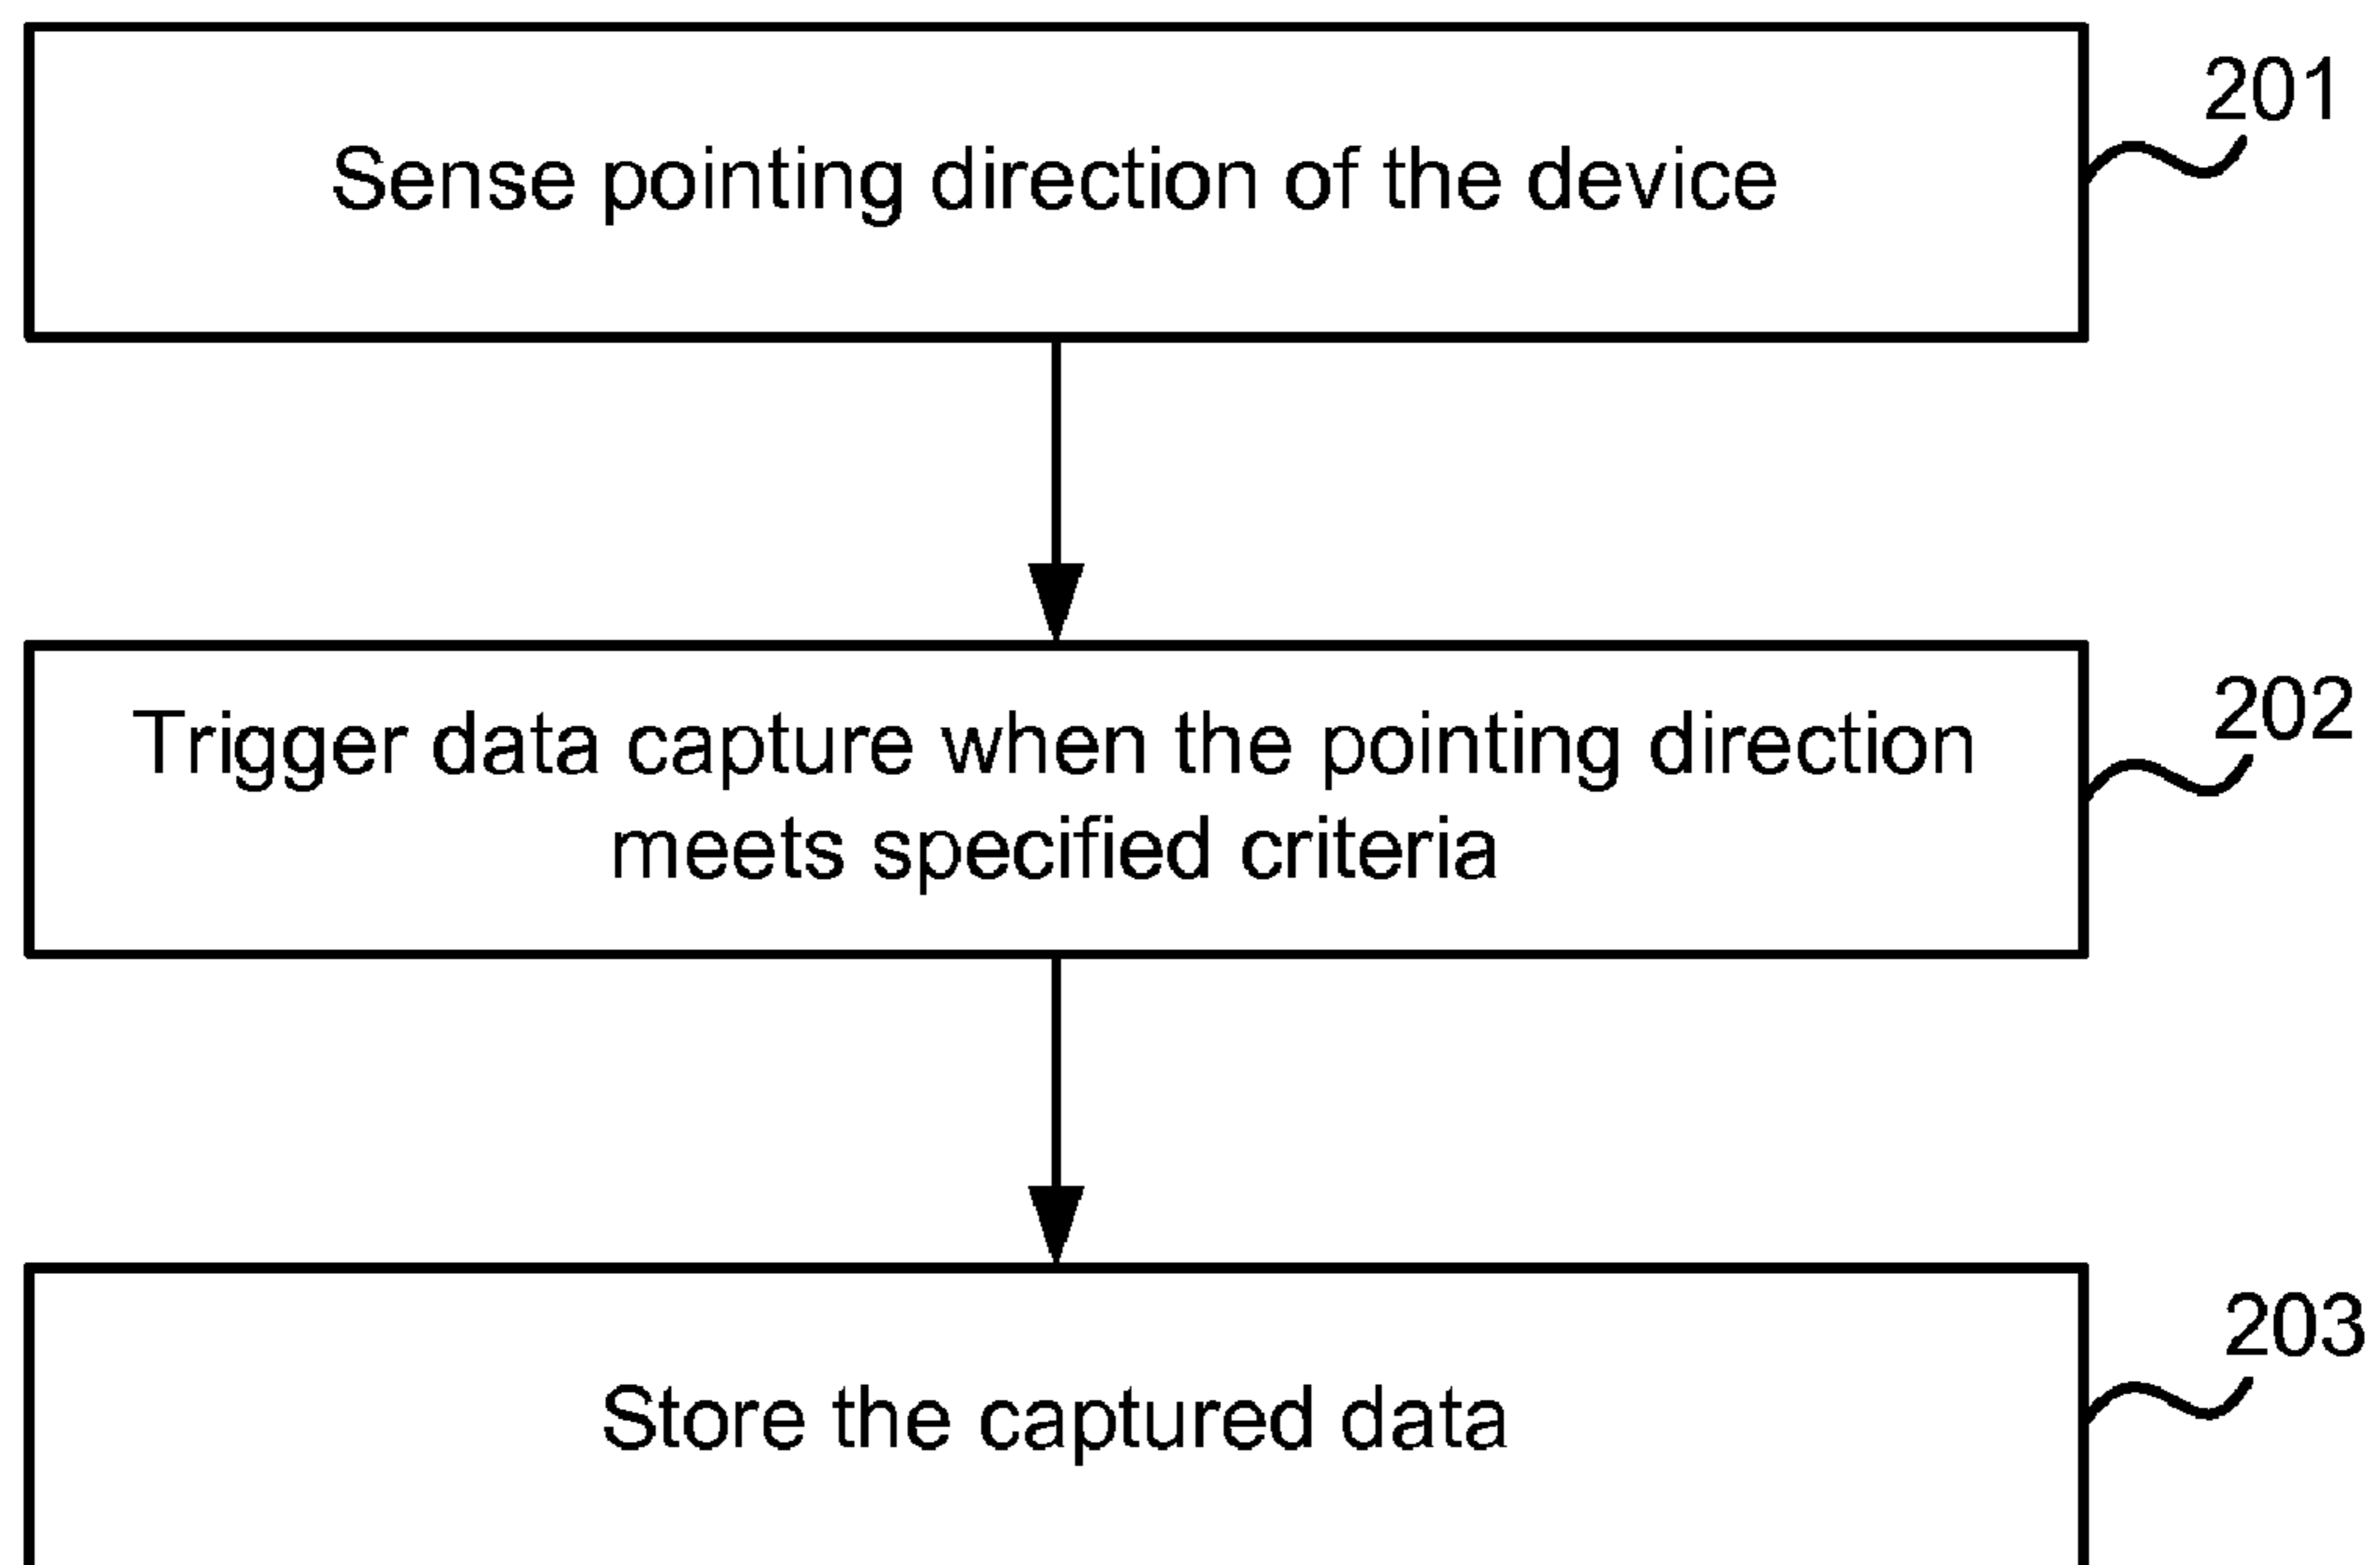 201
Sense pointing direction of the device
202
Trigger data capture when the pointing direction
meets specified criteria
203
Store the captured data